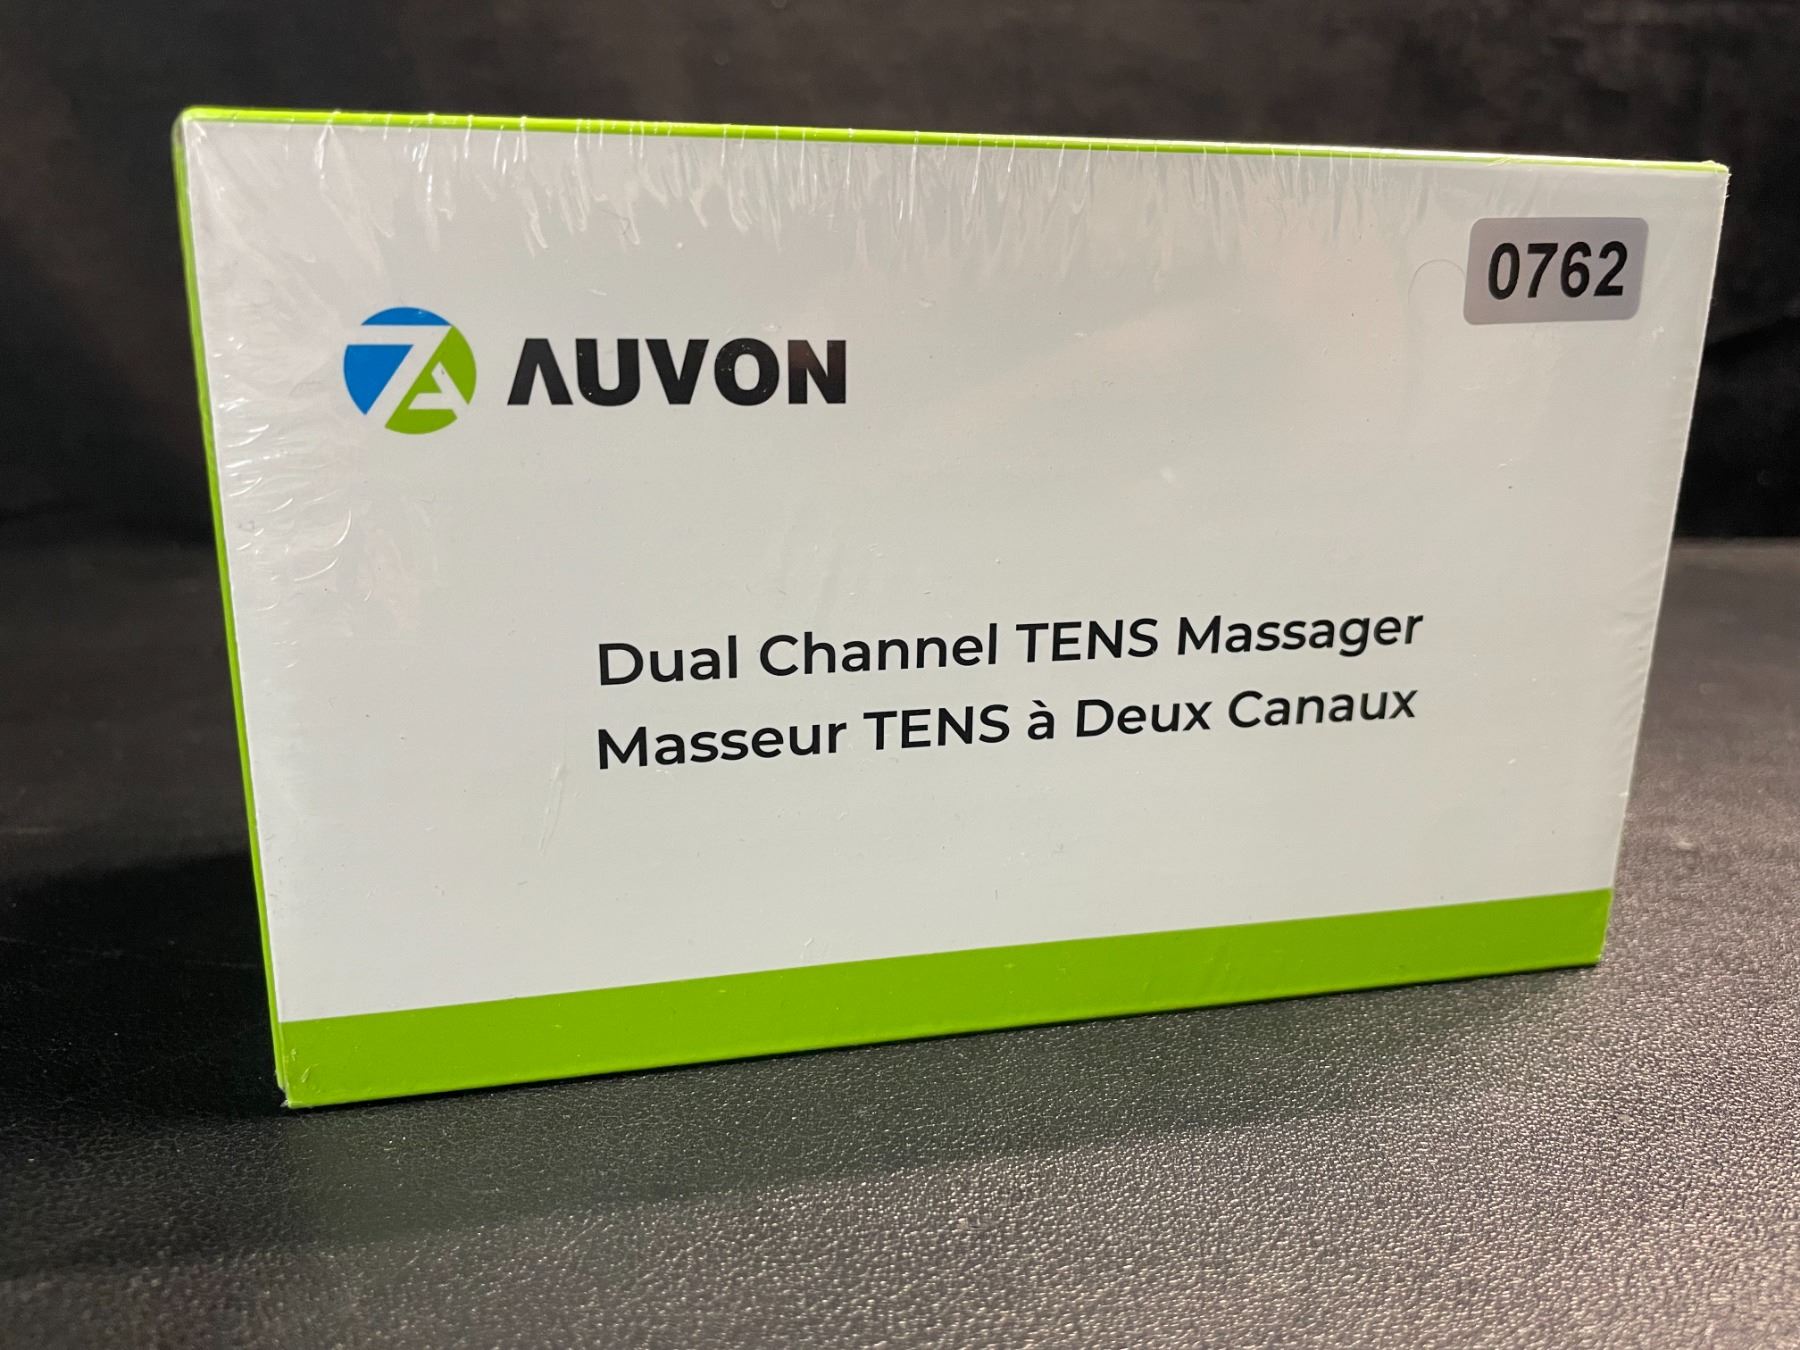 0762
AUVON
Dual Channel TENS Massager
Masseur TENS à Deux Canaux